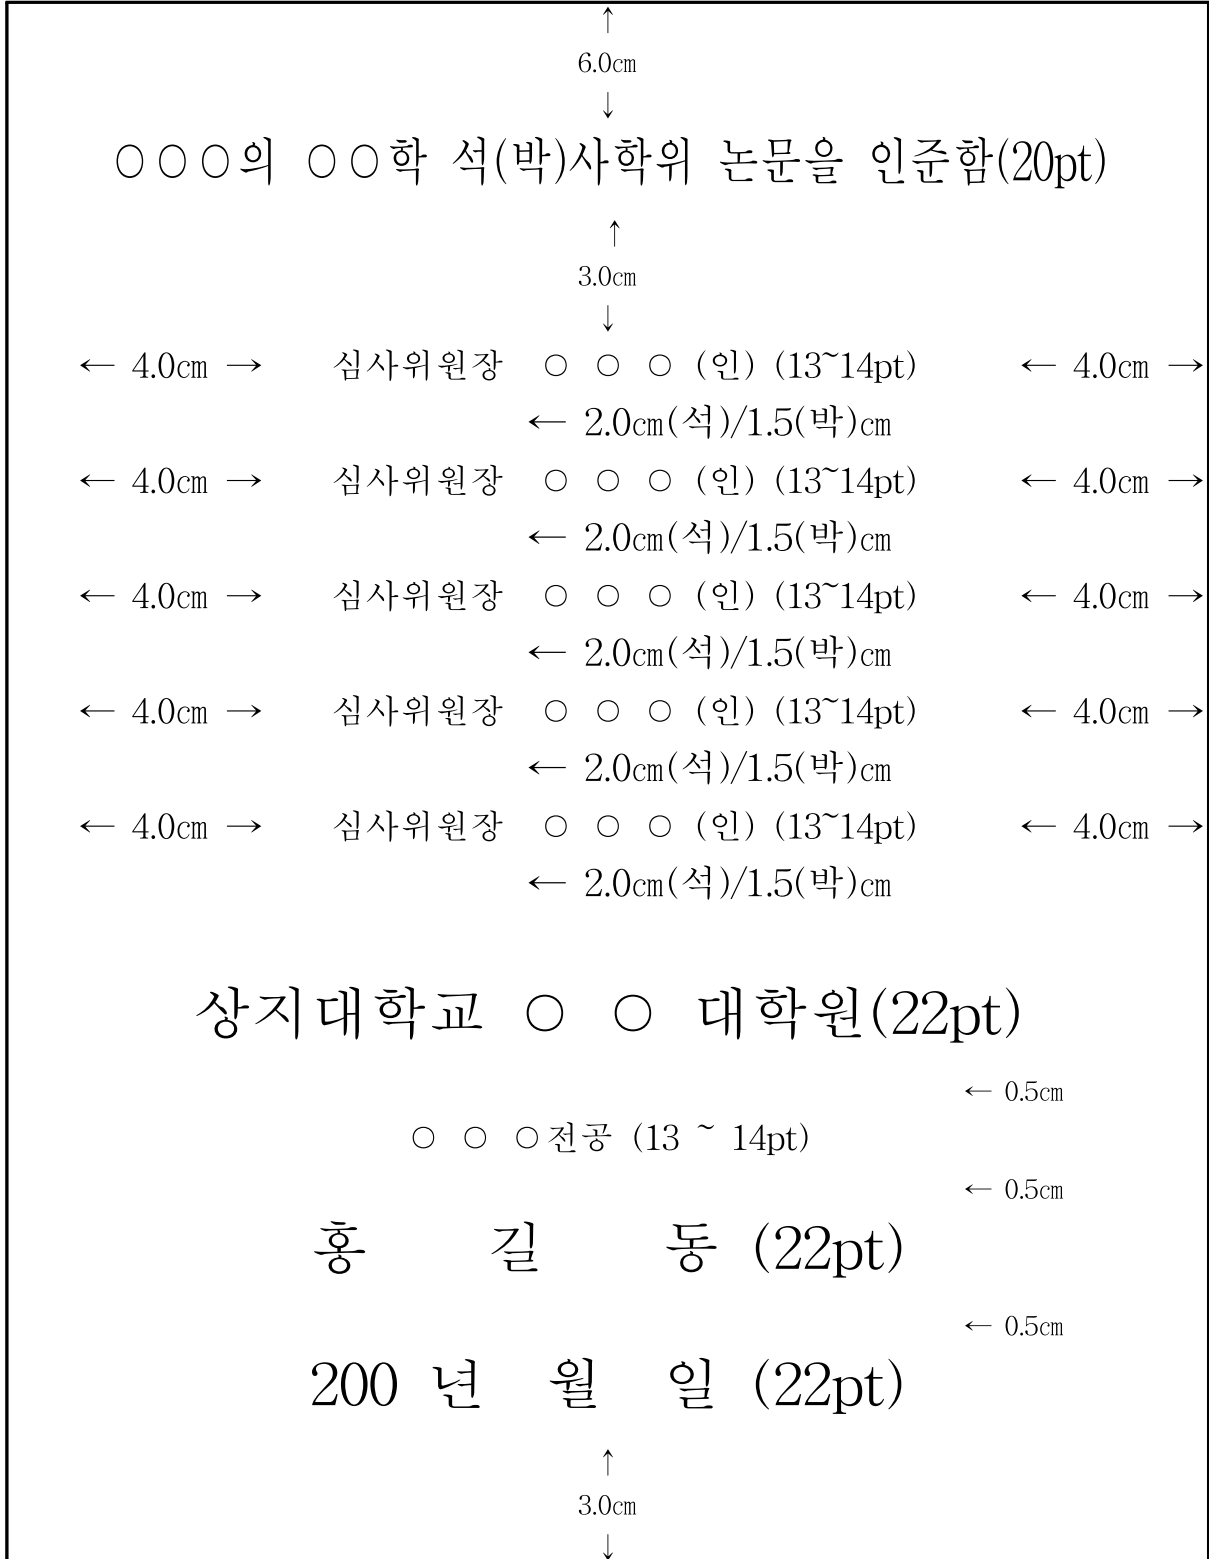 ↑
6.0㎝
↓
○○○의 ○○학 석(박)사학위 논문을 인준함(20pt)
↑
3.0㎝
↓
← 4.0㎝ → 심사위원장 ○ ○ ○ (인) (13~14pt) ← 4.0㎝ →
← 2.0㎝(석)/1.5(박)㎝
← 4.0㎝ → 심사위원장 ○ ○ ○ (인) (13~14pt) ← 4.0㎝ →
← 2.0㎝(석)/1.5(박)㎝
← 4.0㎝ → 심사위원장 ○ ○ ○ (인) (13~14pt) ← 4.0㎝ →
← 2.0㎝(석)/1.5(박)㎝
← 4.0㎝ → 심사위원장 ○ ○ ○ (인) (13~14pt) ← 4.0㎝ →
← 2.0㎝(석)/1.5(박)㎝
← 4.0㎝ → 심사위원장 ○ ○ ○ (인) (13~14pt) ← 4.0㎝ →
← 2.0㎝(석)/1.5(박)㎝
상지대학교 ○ ○ 대학원(22pt)
← 0.5㎝
○ ○ ○전공 (13 ~ 14pt)
← 0.5㎝
홍 길 동 (22pt)
← 0.5㎝
200 년 월 일 (22pt)
↑
3.0㎝
↓